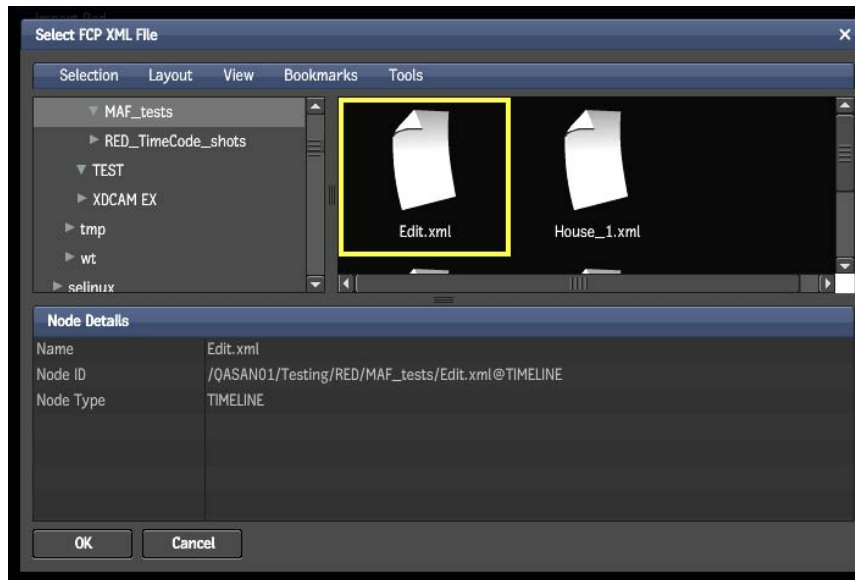 Select FCP XML File
Selection Layout View Bookmarks Tools
MAF_tests
RED_TimeCode_shots
TEST
XDCAM EX
tmp
wt
selinux
Edit.xml
House_1.xml
Node Details
Name Edit.xml
Node ID /QASAN01/Testing/RED/MAF_tests/Edit.xml@TIMELINE
Node Type TIMELINE
OK Cancel